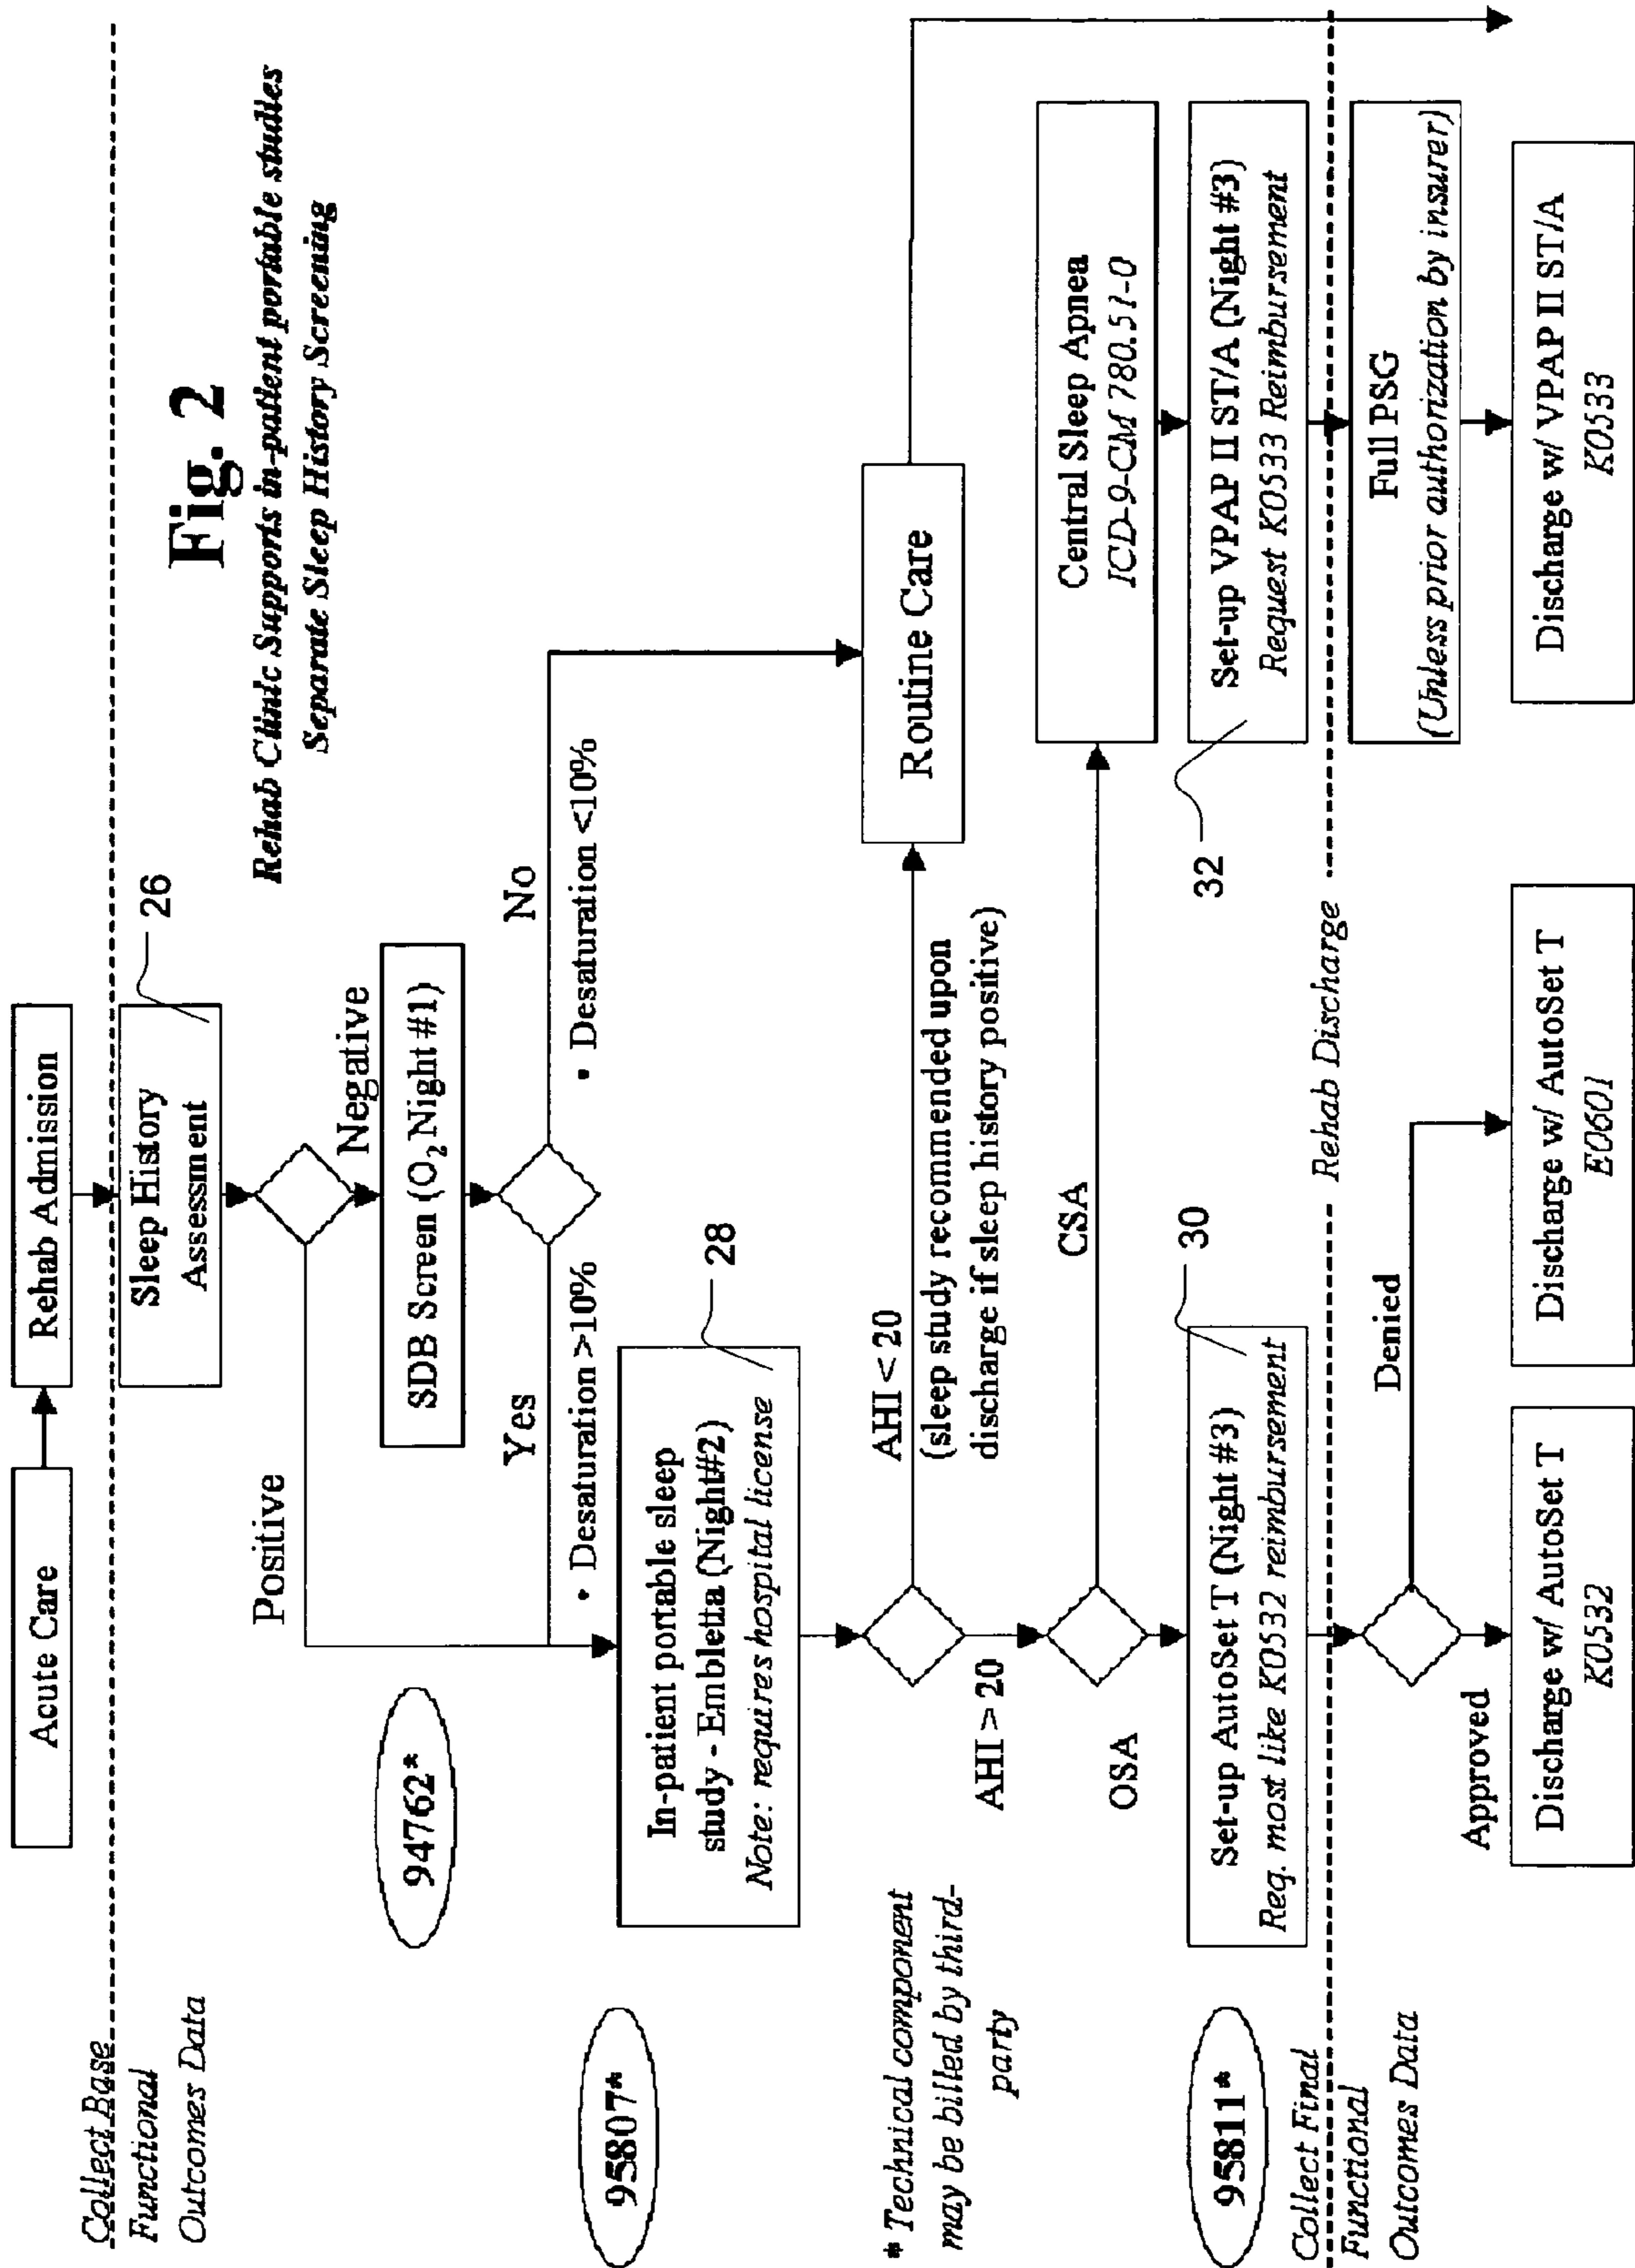 Fig. 2
Rehab Clinic Supports in-patient portable studies
Separate Sleep History Screening
Acute Care
Rehab Admission
Collect Base
Functional
Outcomes Data
Sleep History
Assessment
26
Positive
Negative
94762*
SDB Screen (O₂ Night #1)
Yes
No
• Desaturation >10%
• Desaturation <10%
95807*
In-patient portable sleep
study - Embletta (Night#2)
Note: requires hospital license
28
AHI < 20
(sleep study recommended upon
discharge if sleep history positive)
Routine Care
* Technical component
may be billed by third-
party
AHI > 20
OSA
CSA
Central Sleep Apnea
ICD-9-CM 780.51-0
95811*
Set-up AutoSet T (Night #3)
Req. most like K0532 reimbursement
30
Set-up VPAP II ST/A (Night #3)
Request K0533 Reimbursement
32
Collect Final
Functional
Outcomes Data
Rehab Discharge
Approved
Denied
Full PSG
(Unless prior authorization by insurer)
Discharge w/ AutoSet T
K0532
Discharge w/ AutoSet T
E0601
Discharge w/ VPAP II ST/A
K0533